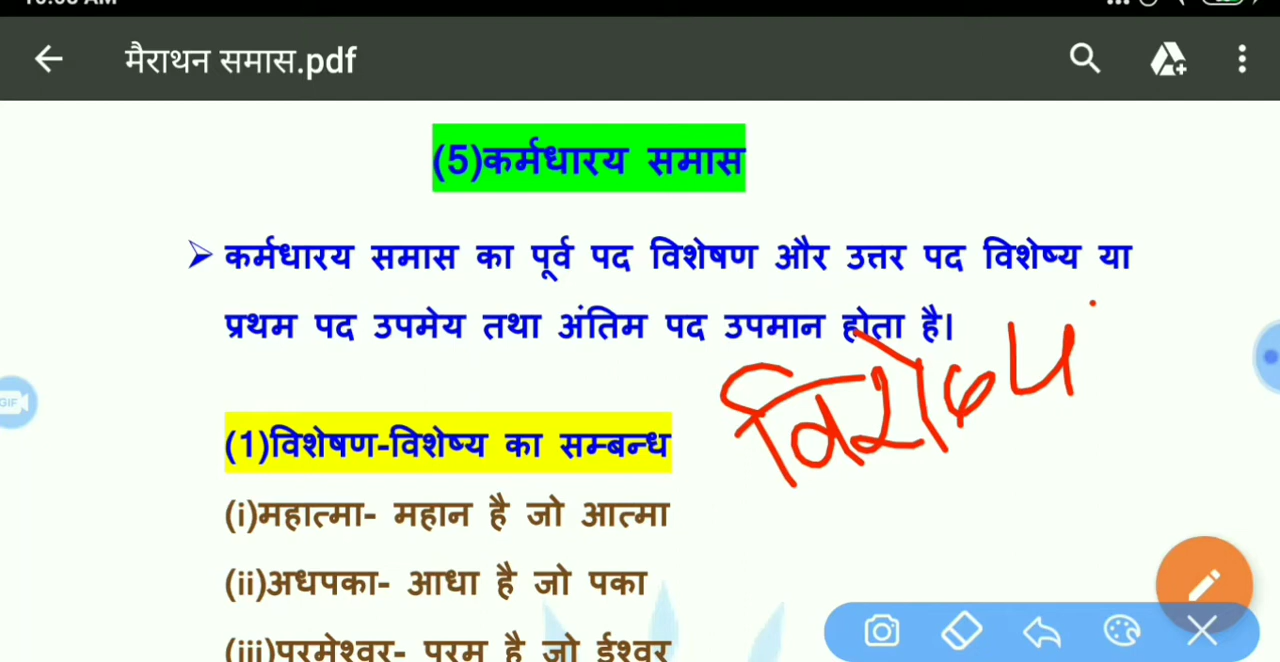 मैराथन समास.pdf
(5)कर्मधारय समास
➢ कर्मधारय समास का पूर्व पद विशेषण और उत्तर पद विशेष्य या
प्रथम पद उपमेय तथा अंतिम पद उपमान होता है।
विशेष्य
(1)विशेषण-विशेष्य का सम्बन्ध
(i)महात्मा- महान है जो आत्मा
(ii)अधपका- आधा है जो पका
(iii)परमेश्वर- परम है जो ईश्वर
GIF